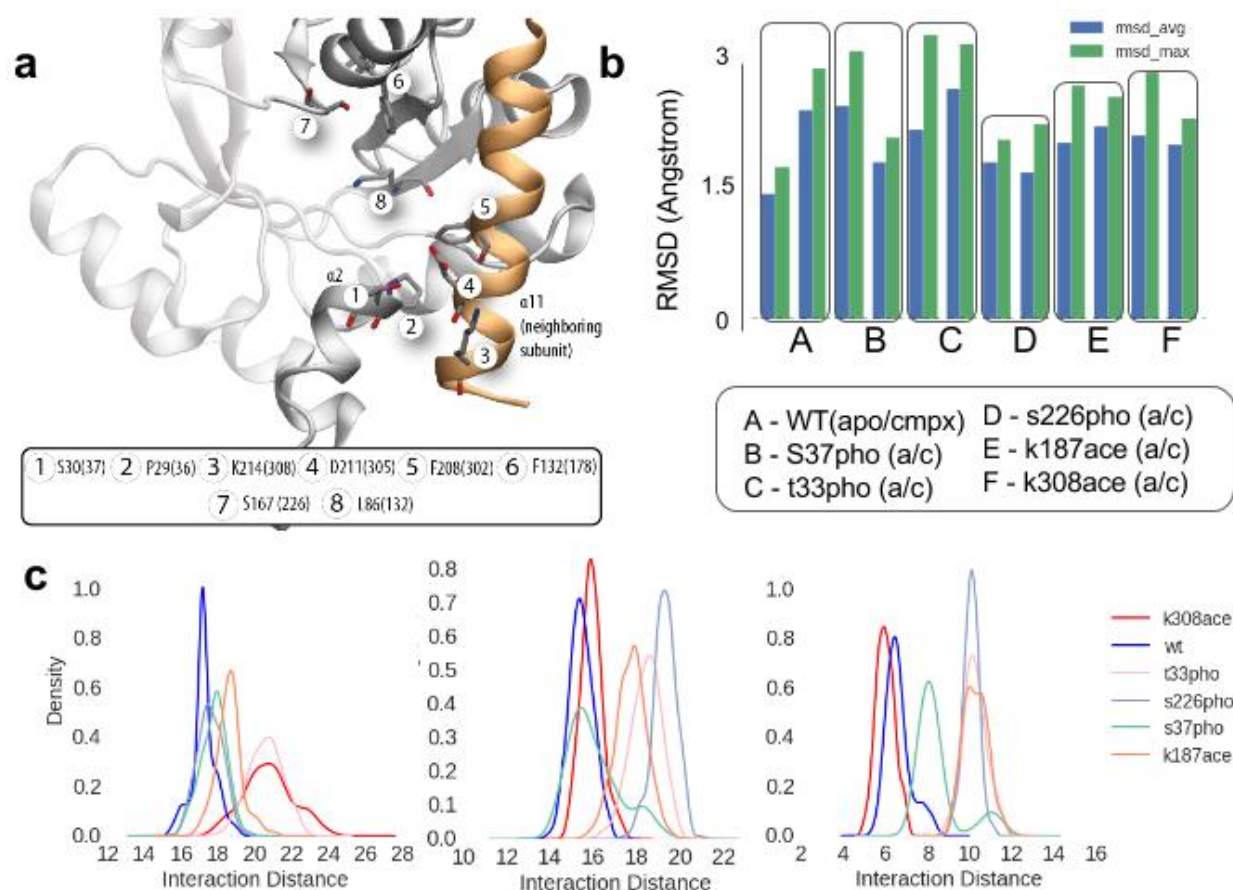 a
6
7
8
5
α2
1
4
2
α11
(neighboring
subunit)
3
1 S30(37) 2 P29(36) 3 K214(308) 4 D211(305) 5 F208(302) 6 F132(178)
7 S167 (226) 8 L86(132)
b
rmsd_avg
rmsd_max
RMSD (Angstrom)
3
1.5
0
A B C D E F
A - WT(apo/cmpx)
B - S37pho (a/c)
C - t33pho (a/c)
D - s226pho (a/c)
E - k187ace (a/c)
F - k308ace (a/c)
c
Density
1.0
0.8
0.6
0.4
0.2
0.0
12 14 16 18 20 22 24 26 28
Interaction Distance
0.8
0.7
0.6
0.5
0.4
0.3
0.2
0.1
0.0
10 12 14 16 18 20 22
Interaction Distance
1.0
0.8
0.6
0.4
0.2
0.0
2 4 6 8 10 14 16
Interaction Distance
k308ace
wt
t33pho
s226pho
s37pho
k187ace